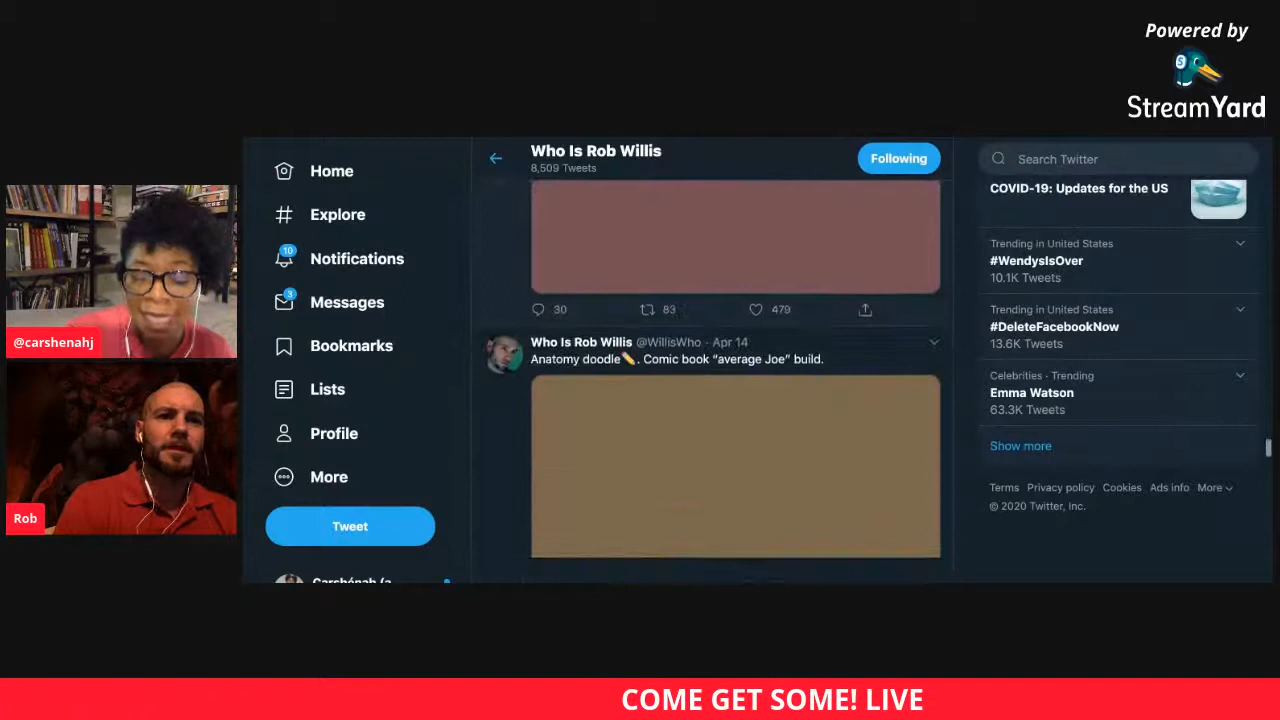 Powered by
StreamYard
@carshenahj
Rob
Home
Explore
10
Notifications
3
Messages
Bookmarks
Lists
Profile
More
Tweet
Carshénah (a
Who Is Rob Willis
8,509 Tweets
Following
30
83
479
Who Is Rob Willis @WillisWho · Apr 14
Anatomy doodle✏️. Comic book “average Joe” build.
Search Twitter
COVID-19: Updates for the US
Trending in United States
#WendysIsOver
10.1K Tweets
Trending in United States
#DeleteFacebookNow
13.6K Tweets
Celebrities · Trending
Emma Watson
63.3K Tweets
Show more
Terms Privacy policy Cookies Ads info More
© 2020 Twitter, Inc.
COME GET SOME! LIVE